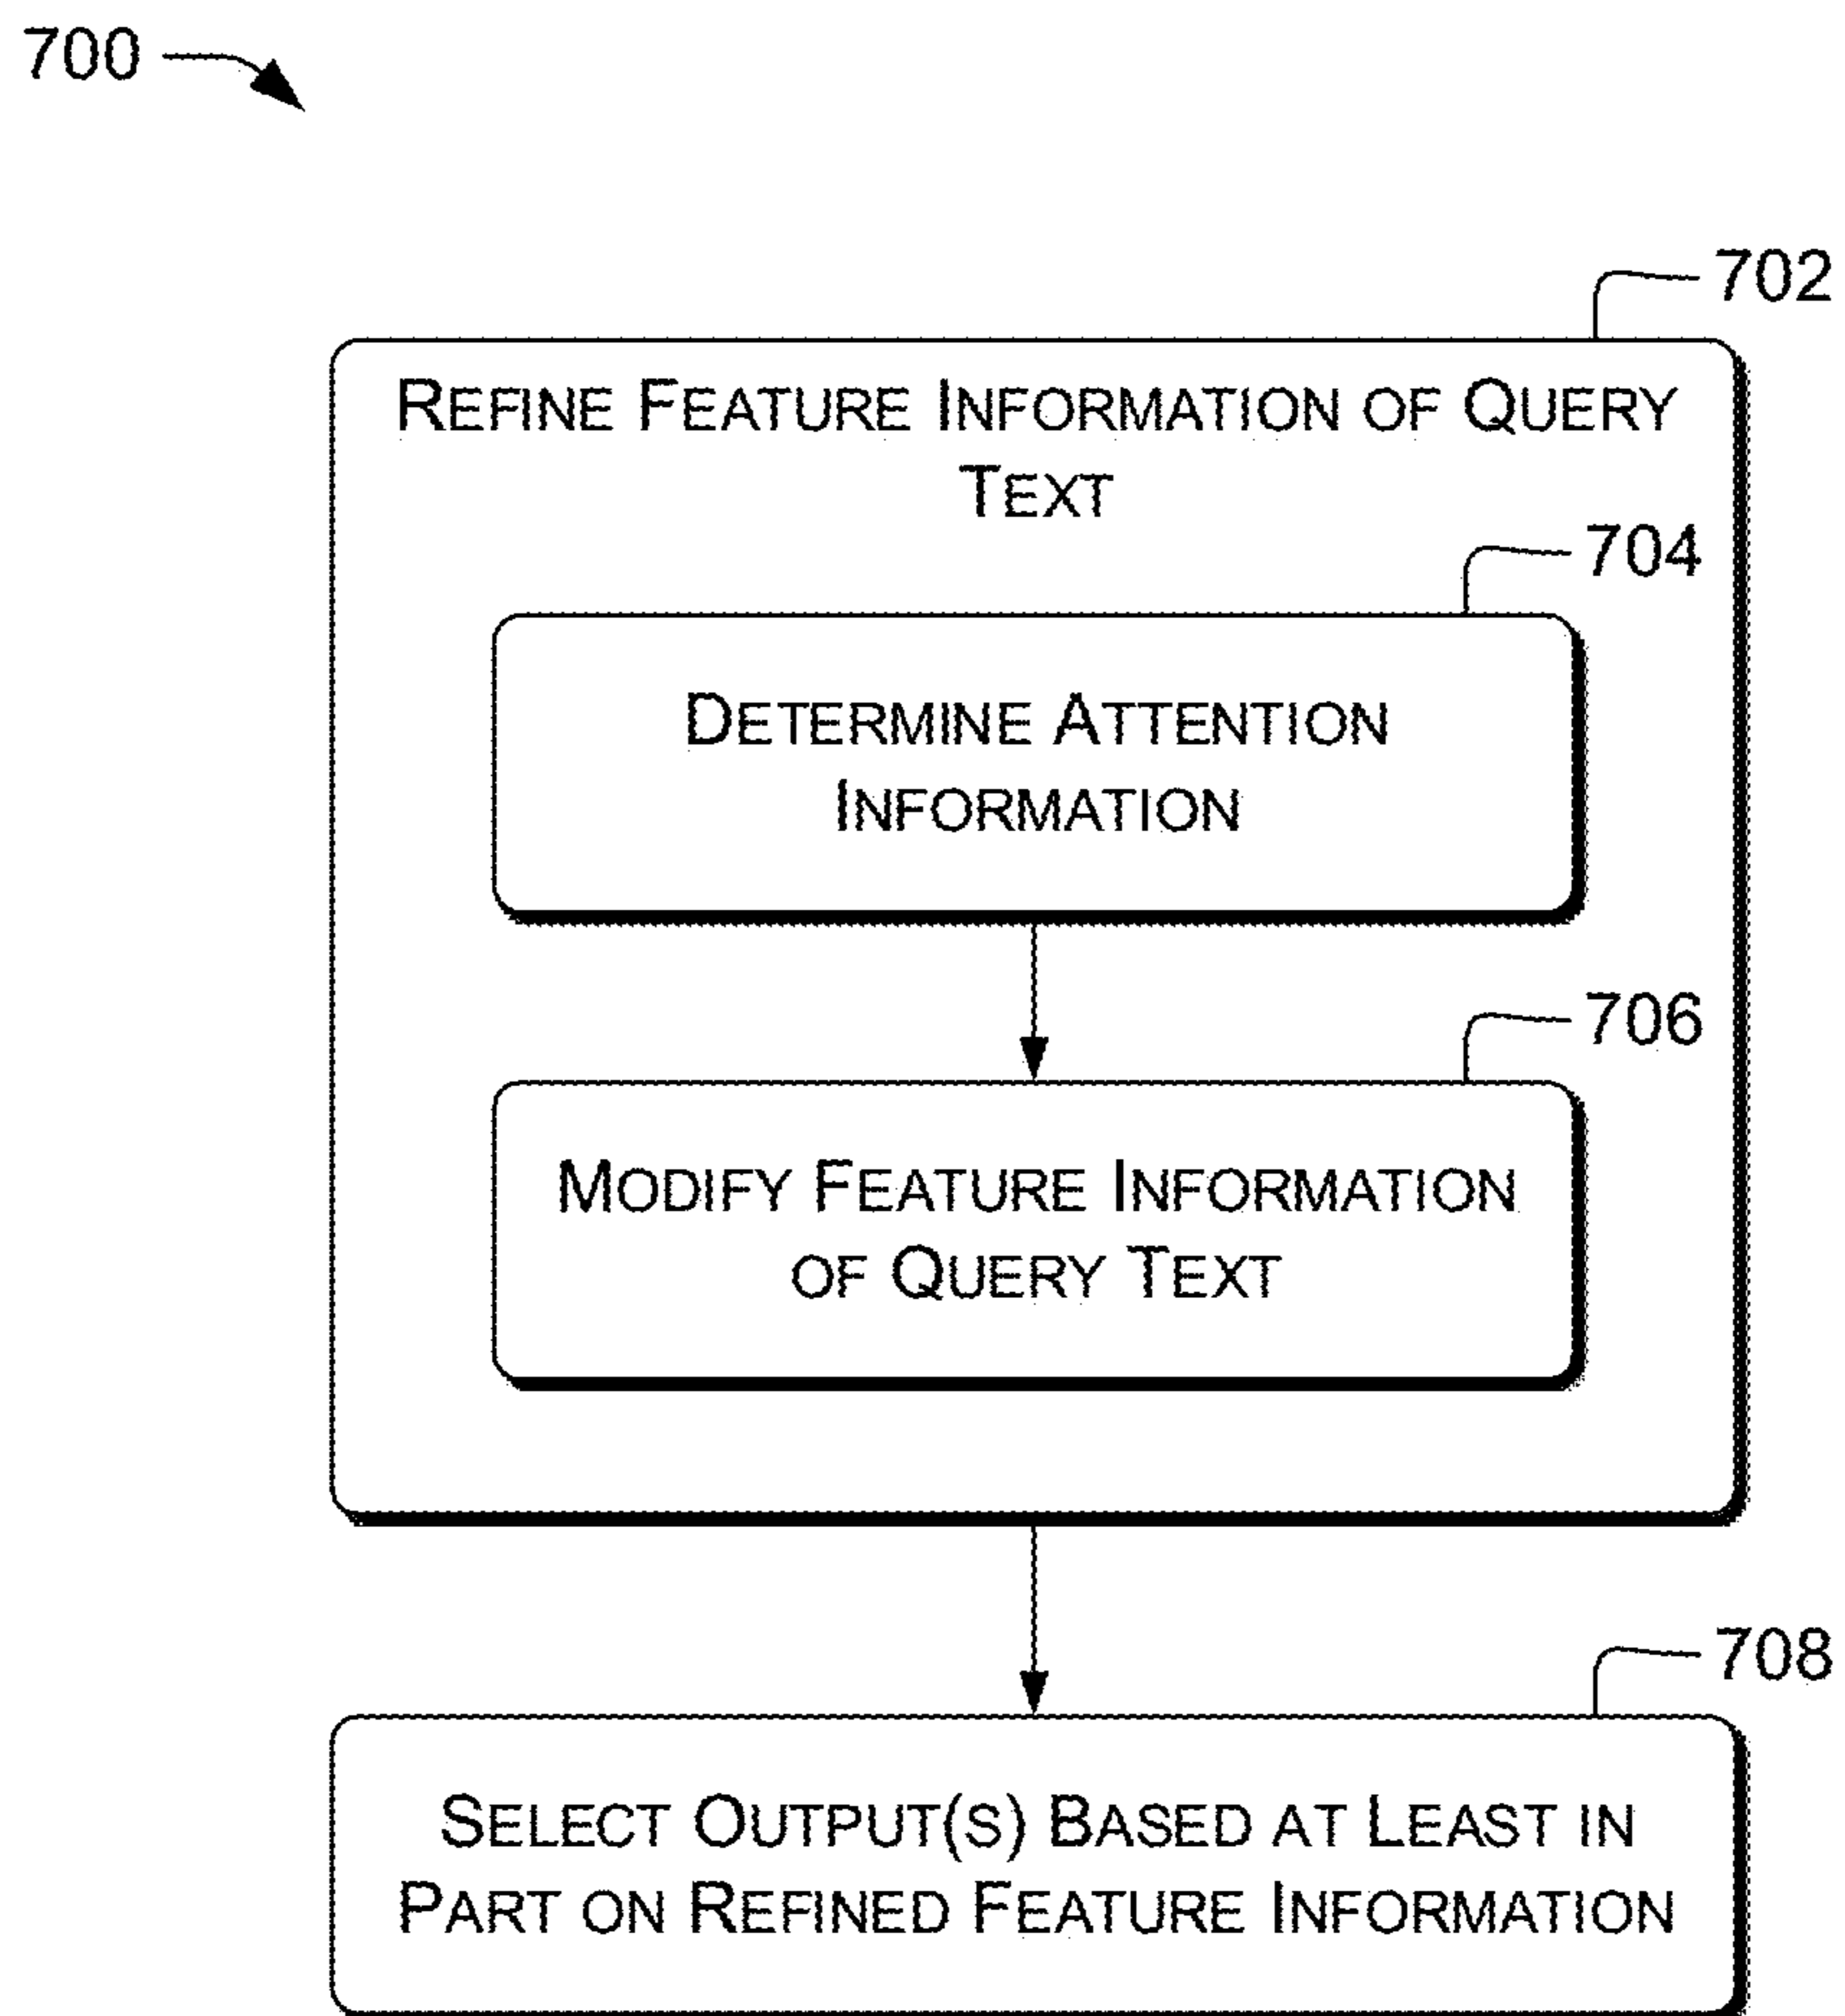 700
702
REFINE FEATURE INFORMATION OF QUERY
TEXT
704
DETERMINE ATTENTION
INFORMATION
706
MODIFY FEATURE INFORMATION
OF QUERY TEXT
708
SELECT OUTPUT(S) BASED AT LEAST IN
PART ON REFINED FEATURE INFORMATION